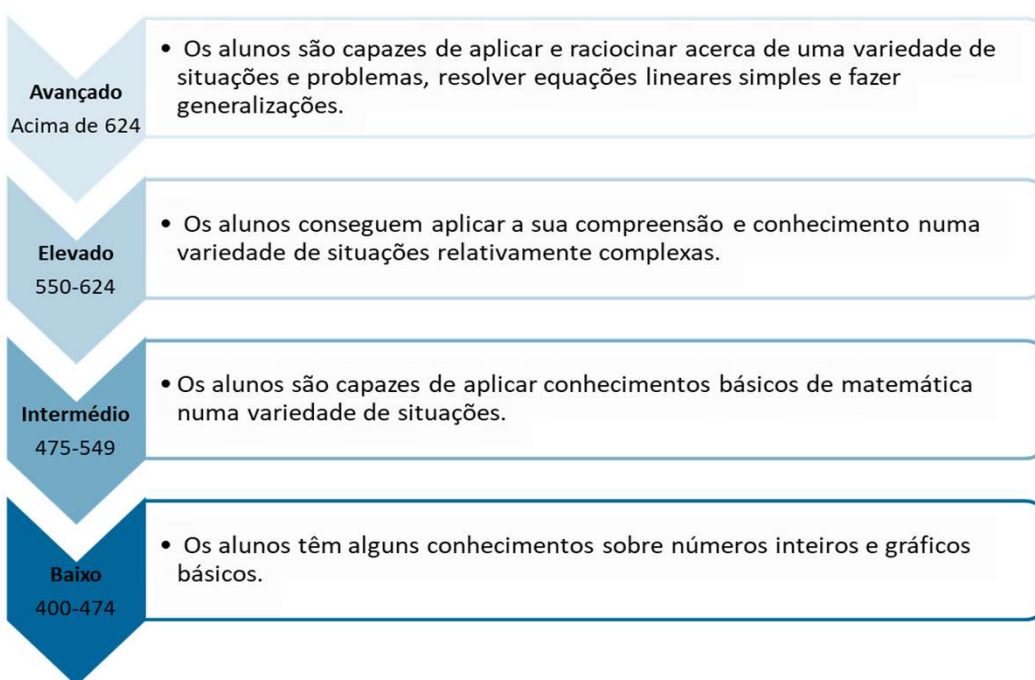 Avançado
Acima de 624
• Os alunos são capazes de aplicar e raciocinar acerca de uma variedade de
situações e problemas, resolver equações lineares simples e fazer
generalizações.
Elevado
550-624
• Os alunos conseguem aplicar a sua compreensão e conhecimento numa
variedade de situações relativamente complexas.
Intermédio
475-549
• Os alunos são capazes de aplicar conhecimentos básicos de matemática
numa variedade de situações.
Baixo
400-474
• Os alunos têm alguns conhecimentos sobre números inteiros e gráficos
básicos.